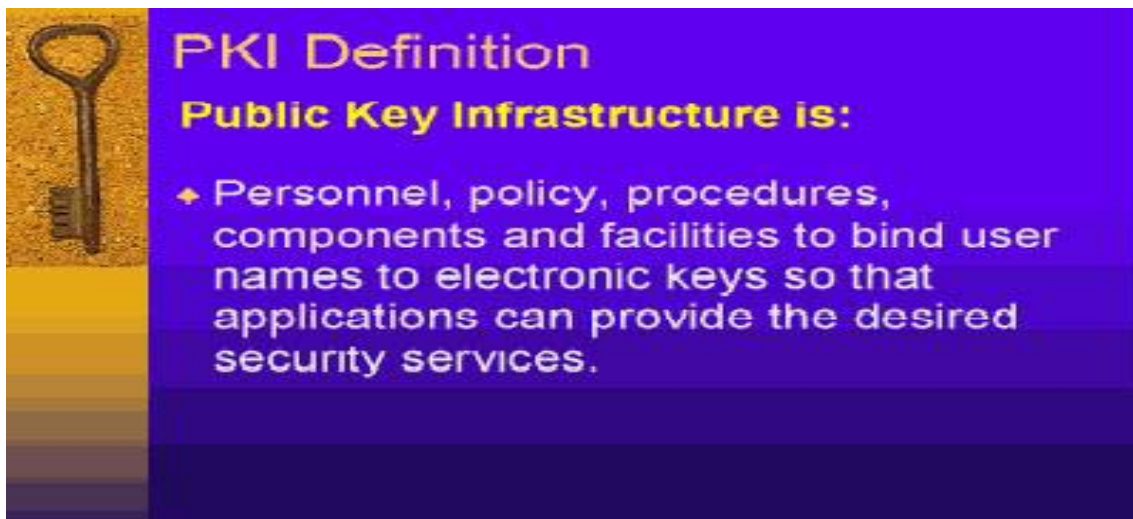 PKI Definition
Public Key Infrastructure is:
Personnel, policy, procedures,
components and facilities to bind user
names to electronic keys so that
applications can provide the desired
security services.